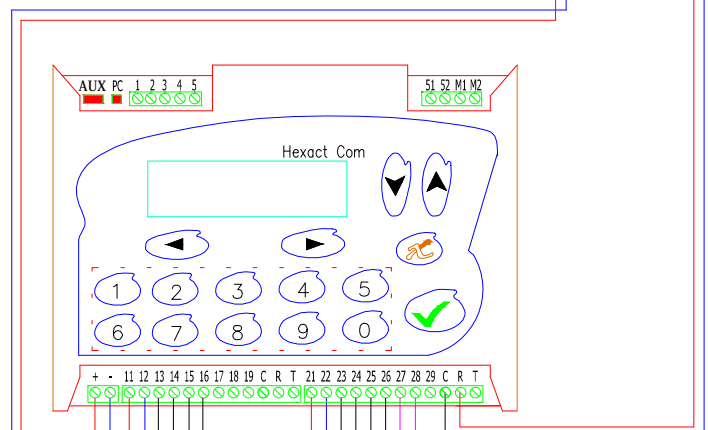 AUX PC 1 2 3 4 5 51 52 M1 M2
Hexact Com
1 2 3 4 5
6 7 8 9 0
+ - 11 12 13 14 15 16 17 18 19 C R T 21 22 23 24 25 26 27 28 29 C R T